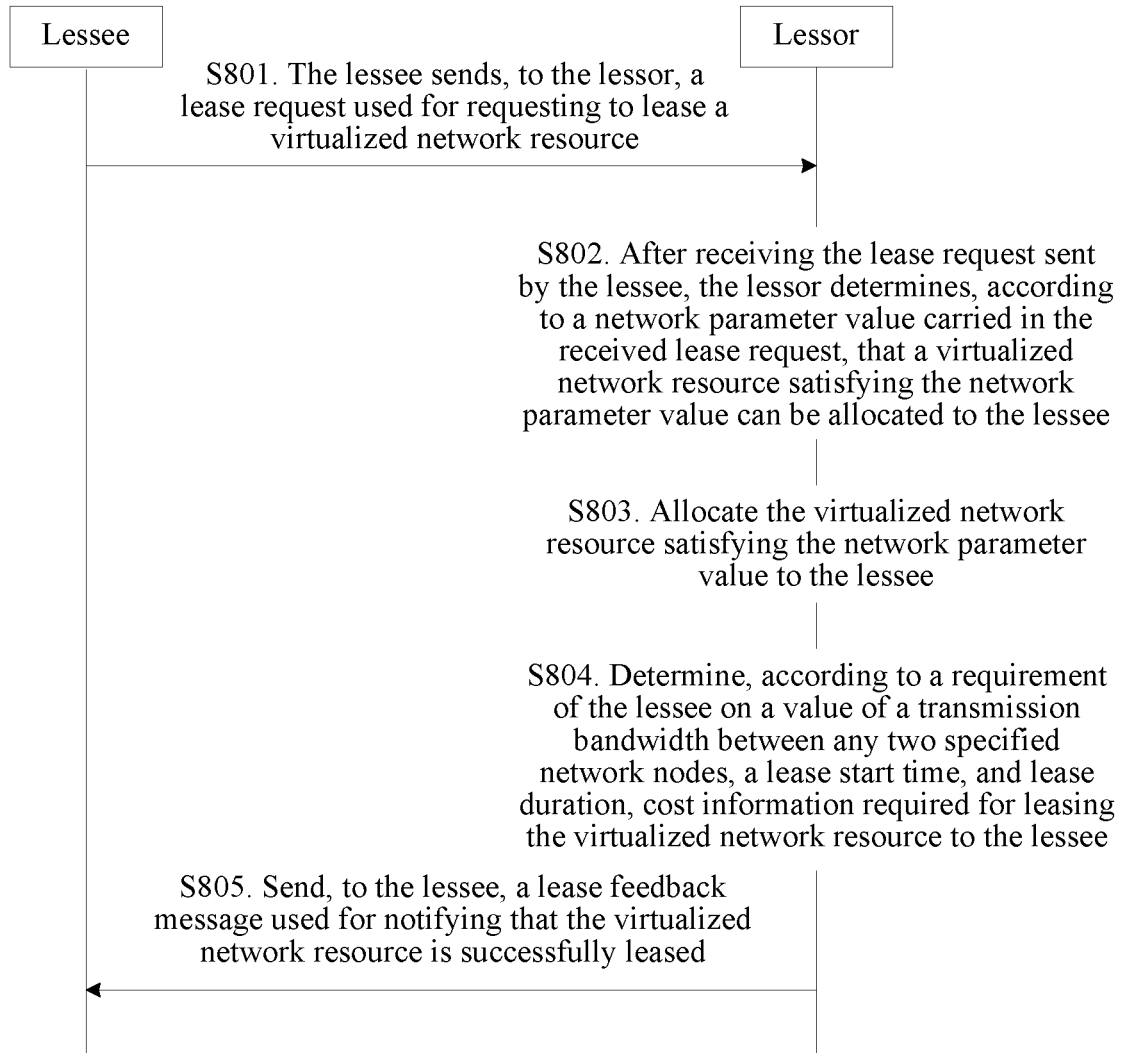 Lessee
Lessor
S801. The lessee sends, to the lessor, a
lease request used for requesting to lease a
virtualized network resource
S802. After receiving the lease request sent
by the lessee, the lessor determines, according
to a network parameter value carried in the
received lease request, that a virtualized
network resource satisfying the network
parameter value can be allocated to the lessee
S803. Allocate the virtualized network
resource satisfying the network parameter
value to the lessee
S804. Determine, according to a requirement
of the lessee on a value of a transmission
bandwidth between any two specified
network nodes, a lease start time, and lease
duration, cost information required for leasing
the virtualized network resource to the lessee
S805. Send, to the lessee, a lease feedback
message used for notifying that the virtualized
network resource is successfully leased